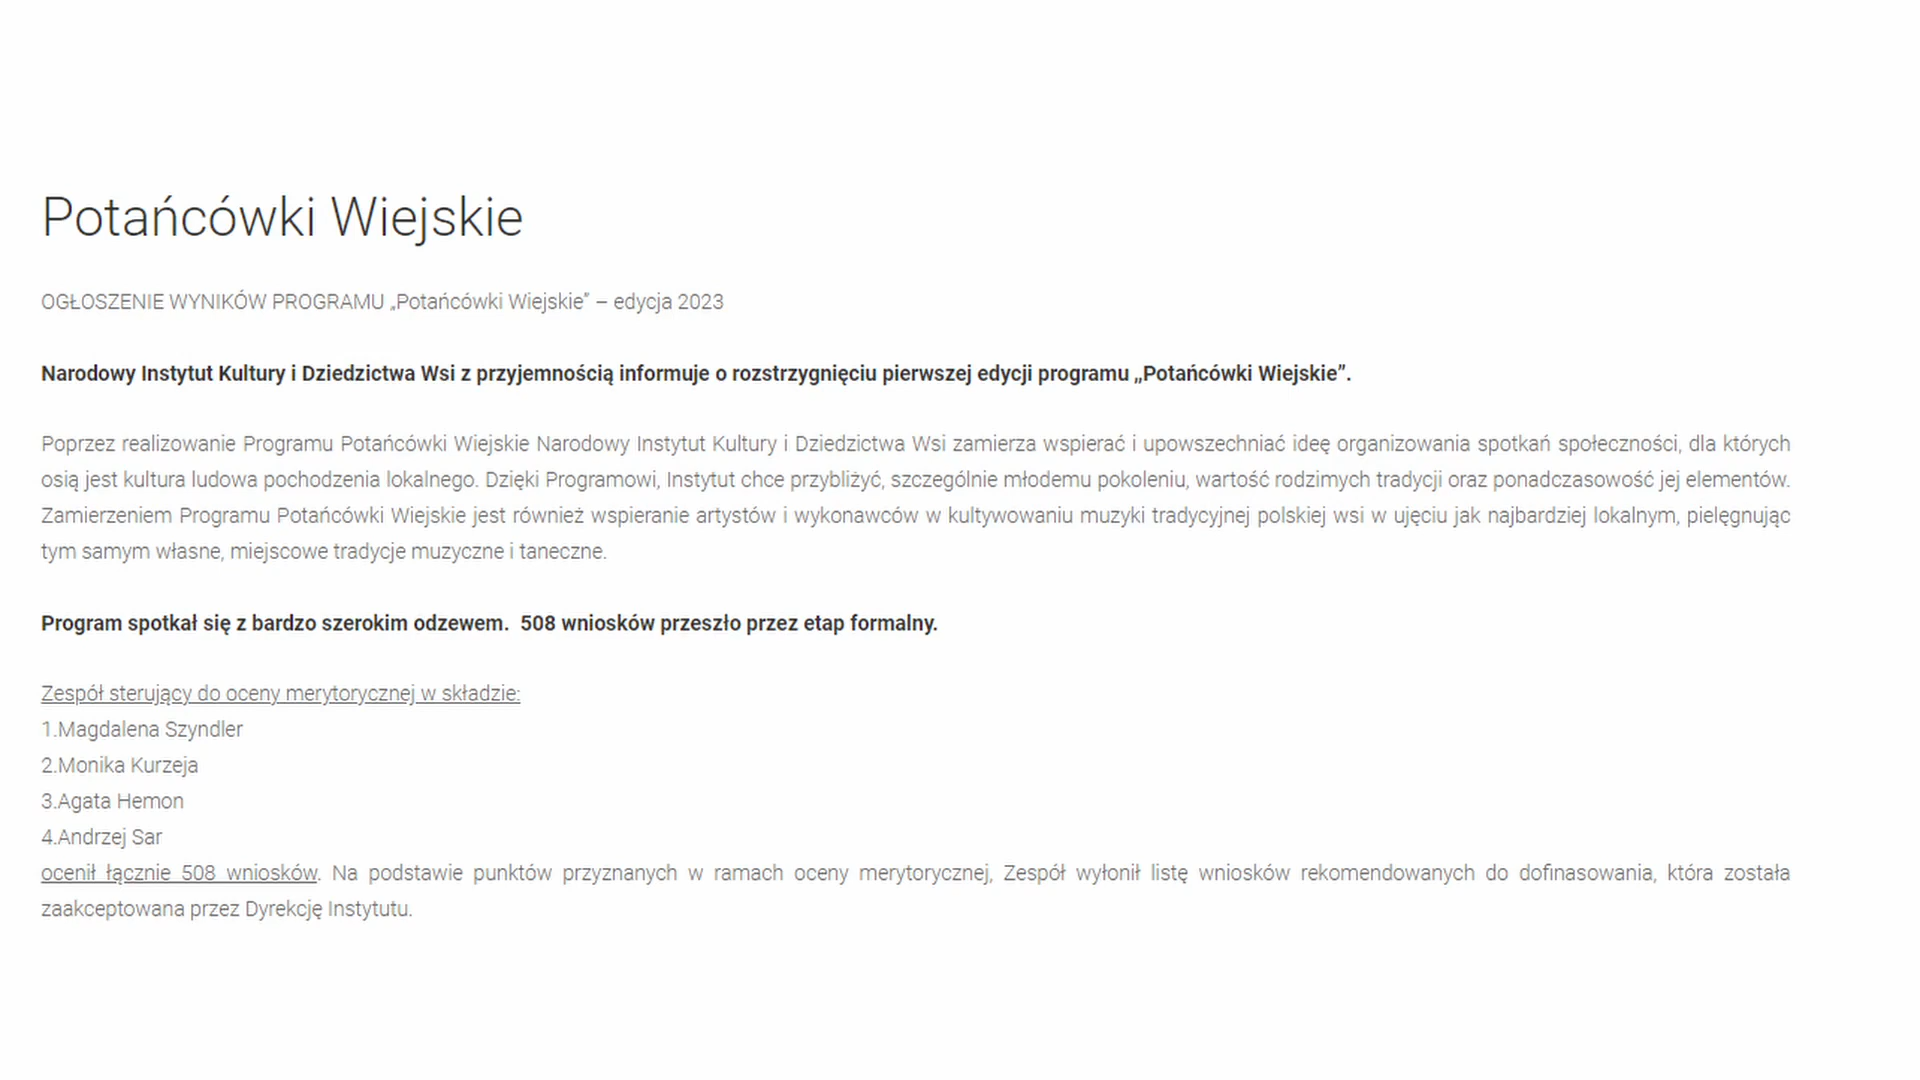 Potańcówki Wiejskie
OGŁOSZENIE WYNIKÓW PROGRAMU „Potańcówki Wiejskie” – edycja 2023
Narodowy Instytut Kultury i Dziedzictwa Wsi z przyjemnością informuje o rozstrzygnięciu pierwszej edycji programu „Potańcówki Wiejskie”.
Poprzez realizowanie Programu Potańcówki Wiejskie Narodowy Instytut Kultury i Dziedzictwa Wsi zamierza wspierać i upowszechniać ideę organizowania spotkań społeczności, dla których
osią jest kultura ludowa pochodzenia lokalnego. Dzięki Programowi, Instytut chce przybliżyć, szczególnie młodemu pokoleniu, wartość rodzimych tradycji oraz ponadczasowość jej elementów.
Zamierzeniem Programu Potańcówki Wiejskie jest również wspieranie artystów i wykonawców w kultywowaniu muzyki tradycyjnej polskiej wsi w ujęciu jak najbardziej lokalnym, pielęgnując
tym samym własne, miejscowe tradycje muzyczne i taneczne.
Program spotkał się z bardzo szerokim odzewem.  508 wniosków przeszło przez etap formalny.
Zespół sterujący do oceny merytorycznej w składzie:
1.Magdalena Szyndler
2.Monika Kurzeja
3.Agata Hemon
4.Andrzej Sar
ocenił łącznie 508 wniosków. Na podstawie punktów przyznanych w ramach oceny merytorycznej, Zespół wyłonił listę wniosków rekomendowanych do dofinasowania, która została
zaakceptowana przez Dyrekcję Instytutu.